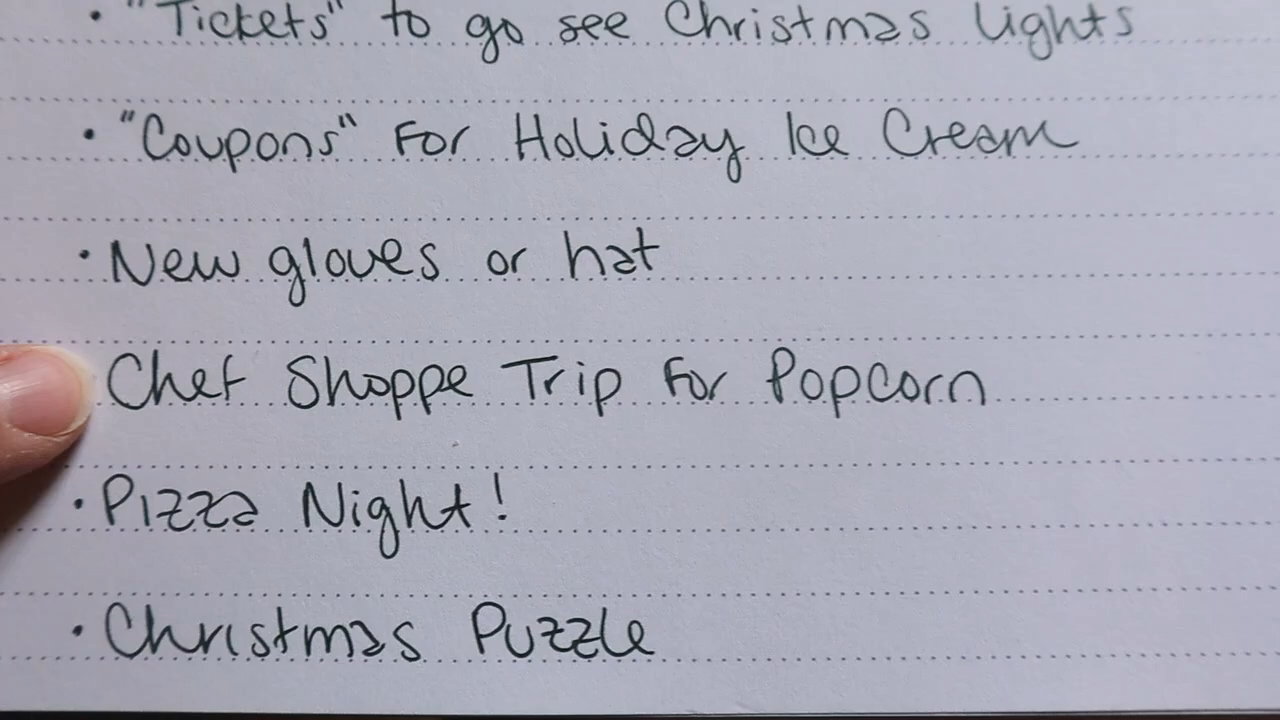 • "Tickets" to go see Christmas lights
• "Coupons" For Holiday Ice Cream
• New gloves or hat
Chef Shoppe Trip For Popcorn
• Pizza Night!
• Christmas Puzzle